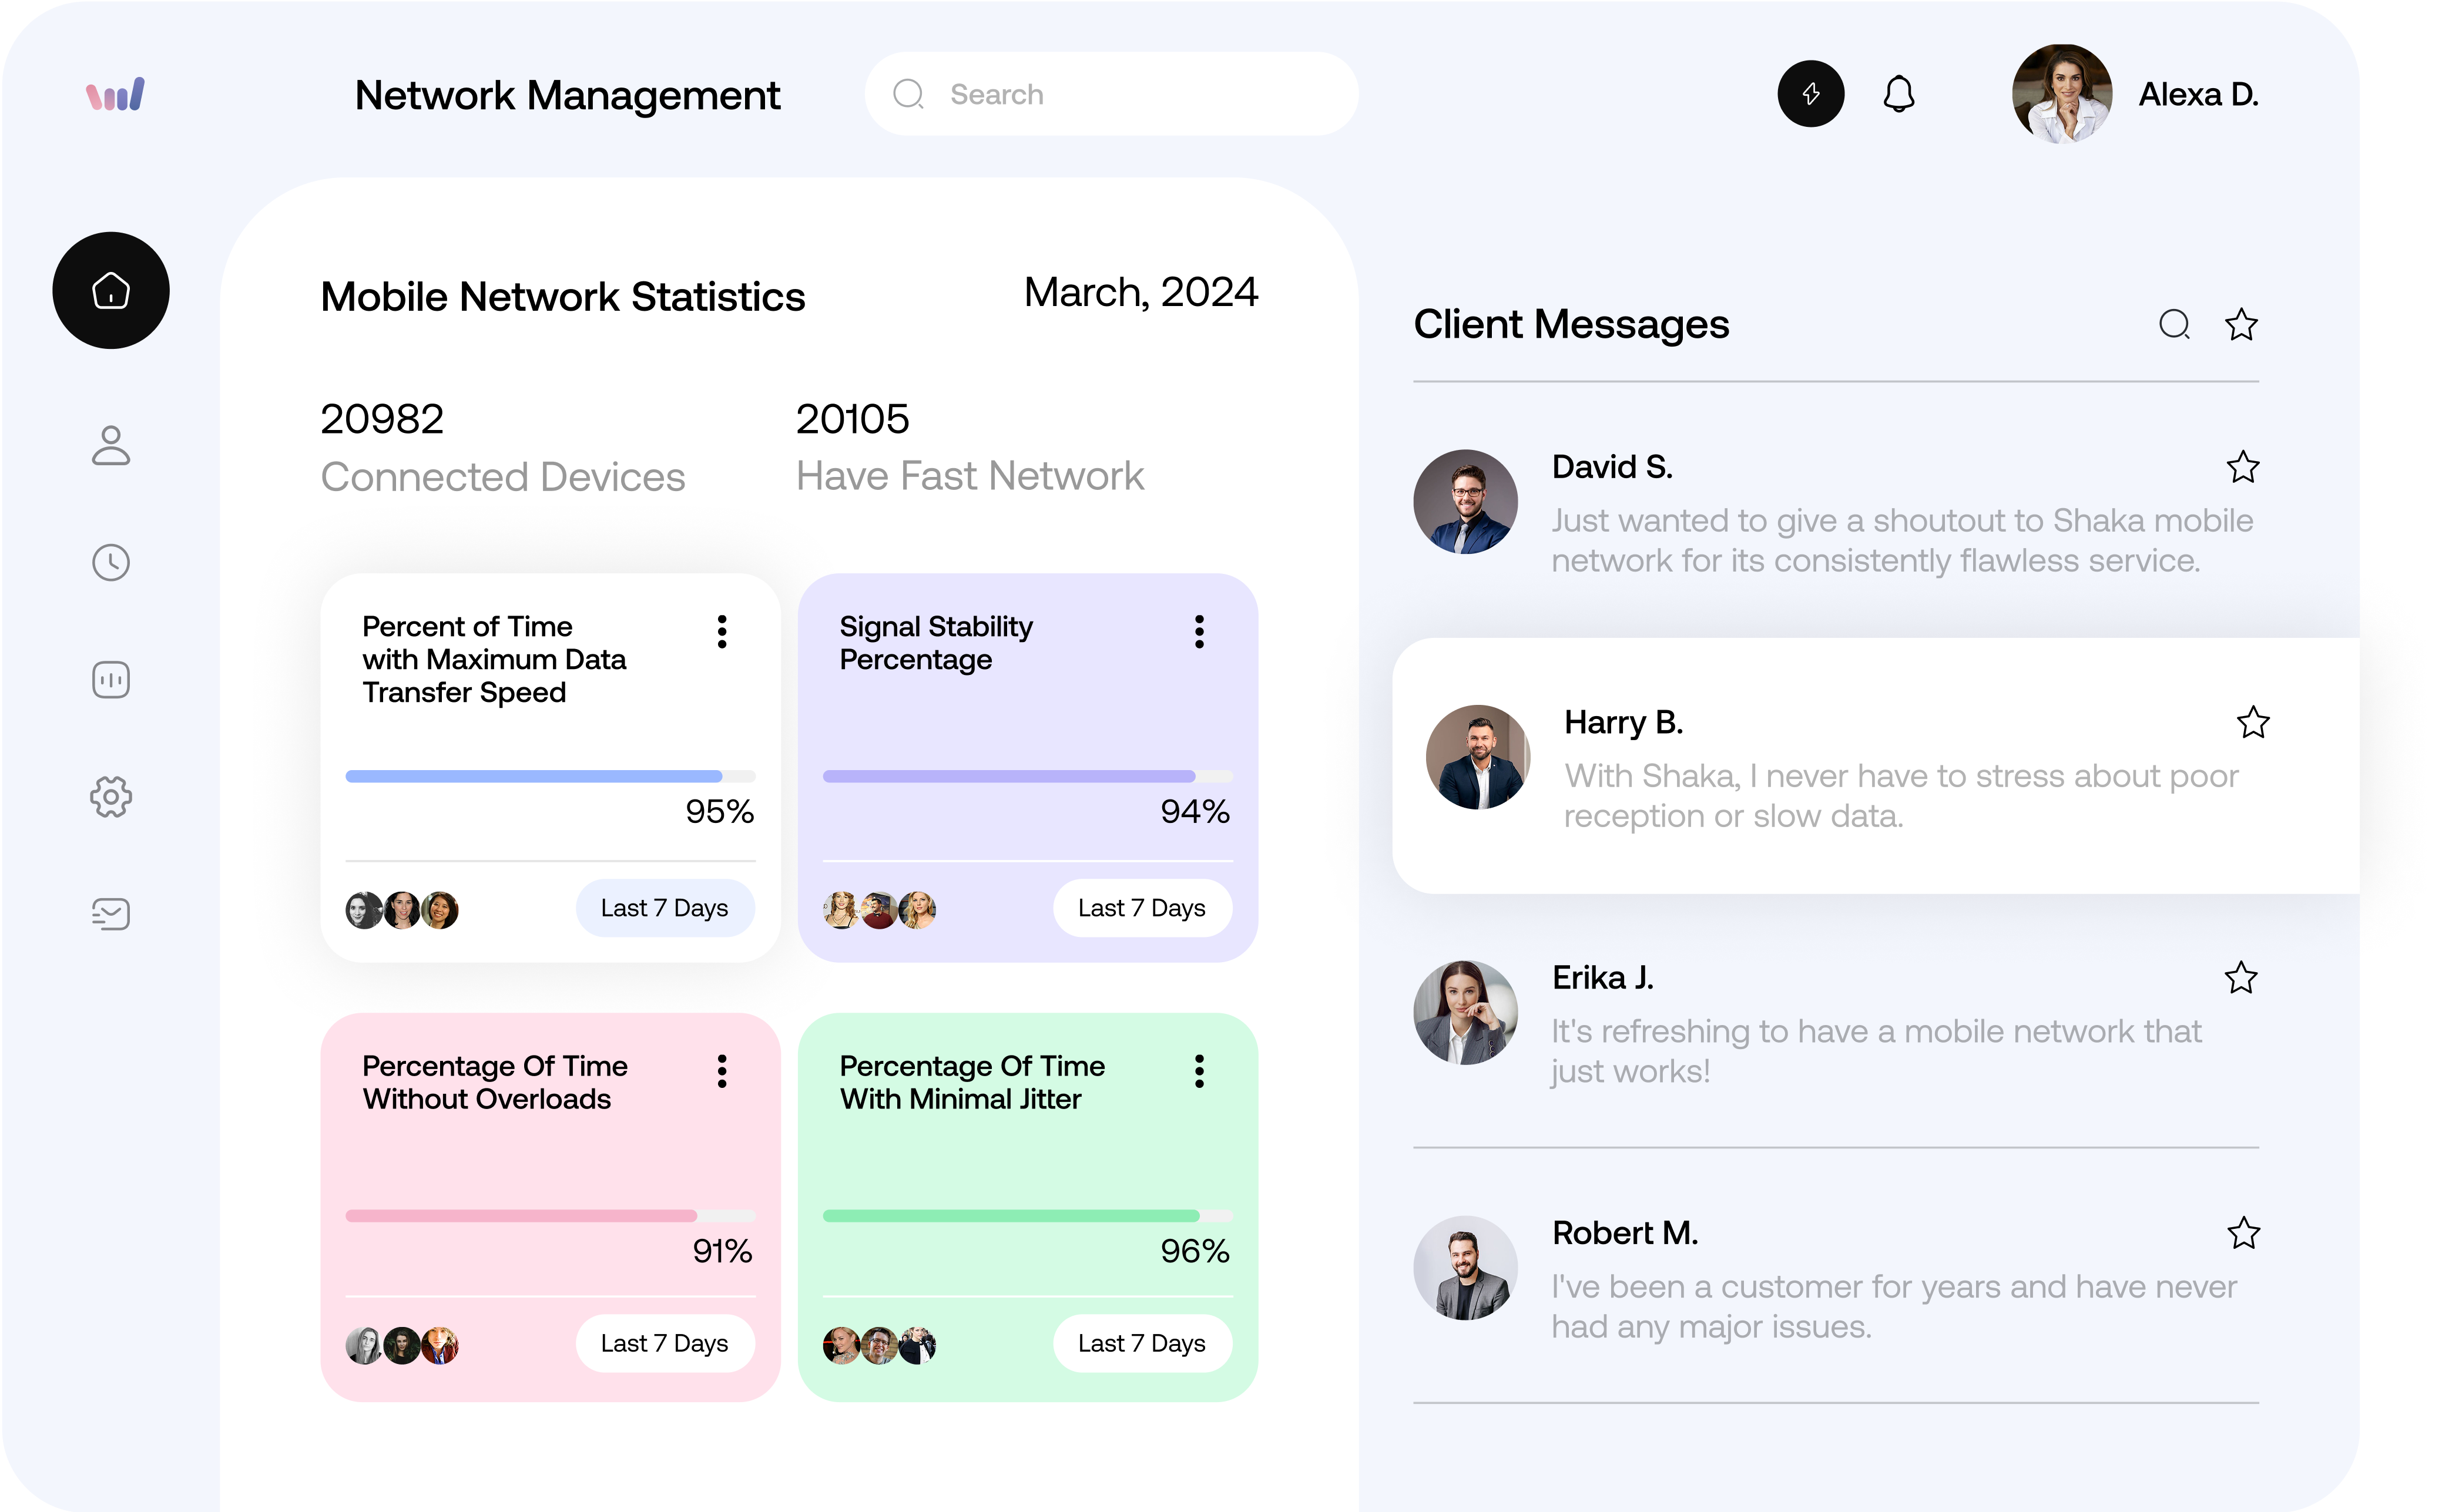 Network Management
Search
Alexa D.
Mobile Network Statistics
March, 2024
20982
Connected Devices
20105
Have Fast Network
Percent of Time
with Maximum Data
Transfer Speed
95%
Last 7 Days
Signal Stability
Percentage
94%
Last 7 Days
Percentage Of Time
Without Overloads
91%
Last 7 Days
Percentage Of Time
With Minimal Jitter
96%
Last 7 Days
Client Messages
David S.
Just wanted to give a shoutout to Shaka mobile
network for its consistently flawless service.
Harry B.
With Shaka, I never have to stress about poor
reception or slow data.
Erika J.
It's refreshing to have a mobile network that
just works!
Robert M.
I've been a customer for years and have never
had any major issues.